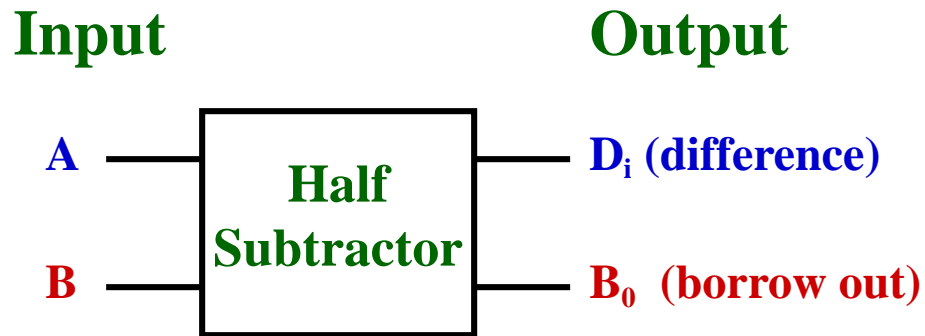 Input Output
A Half Dᵢ (difference)
Subtractor
B B₀ (borrow out)